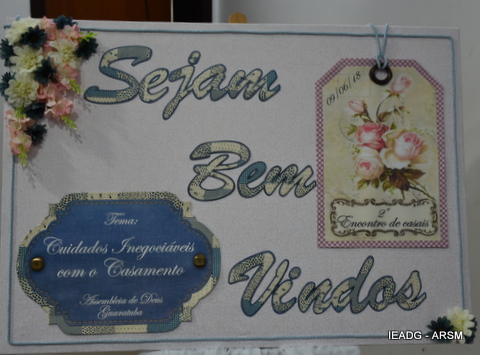 Sejam
Bem
Vindos
09/06/18
2º
Encontro de casais
Tema:
Cuidados Inegociáveis
com o Casamento
Assembleia de Deus
Guaratuba
IEADG - ARSM